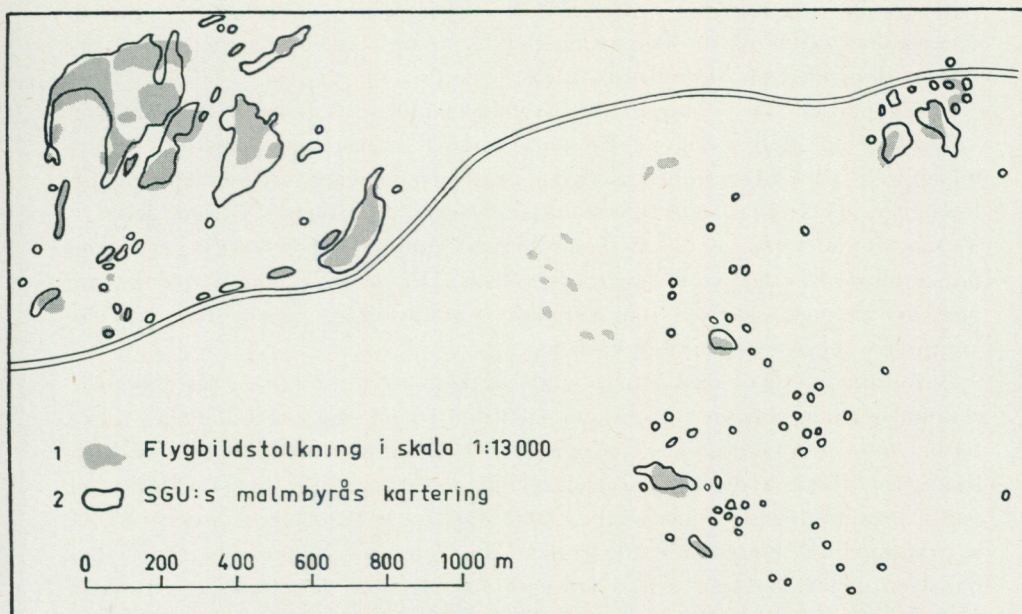 1 Flygbildstolkning i skala 1:13 000
2 SGU:s malmbyrås kartering
0 200 400 600 800 1000 m